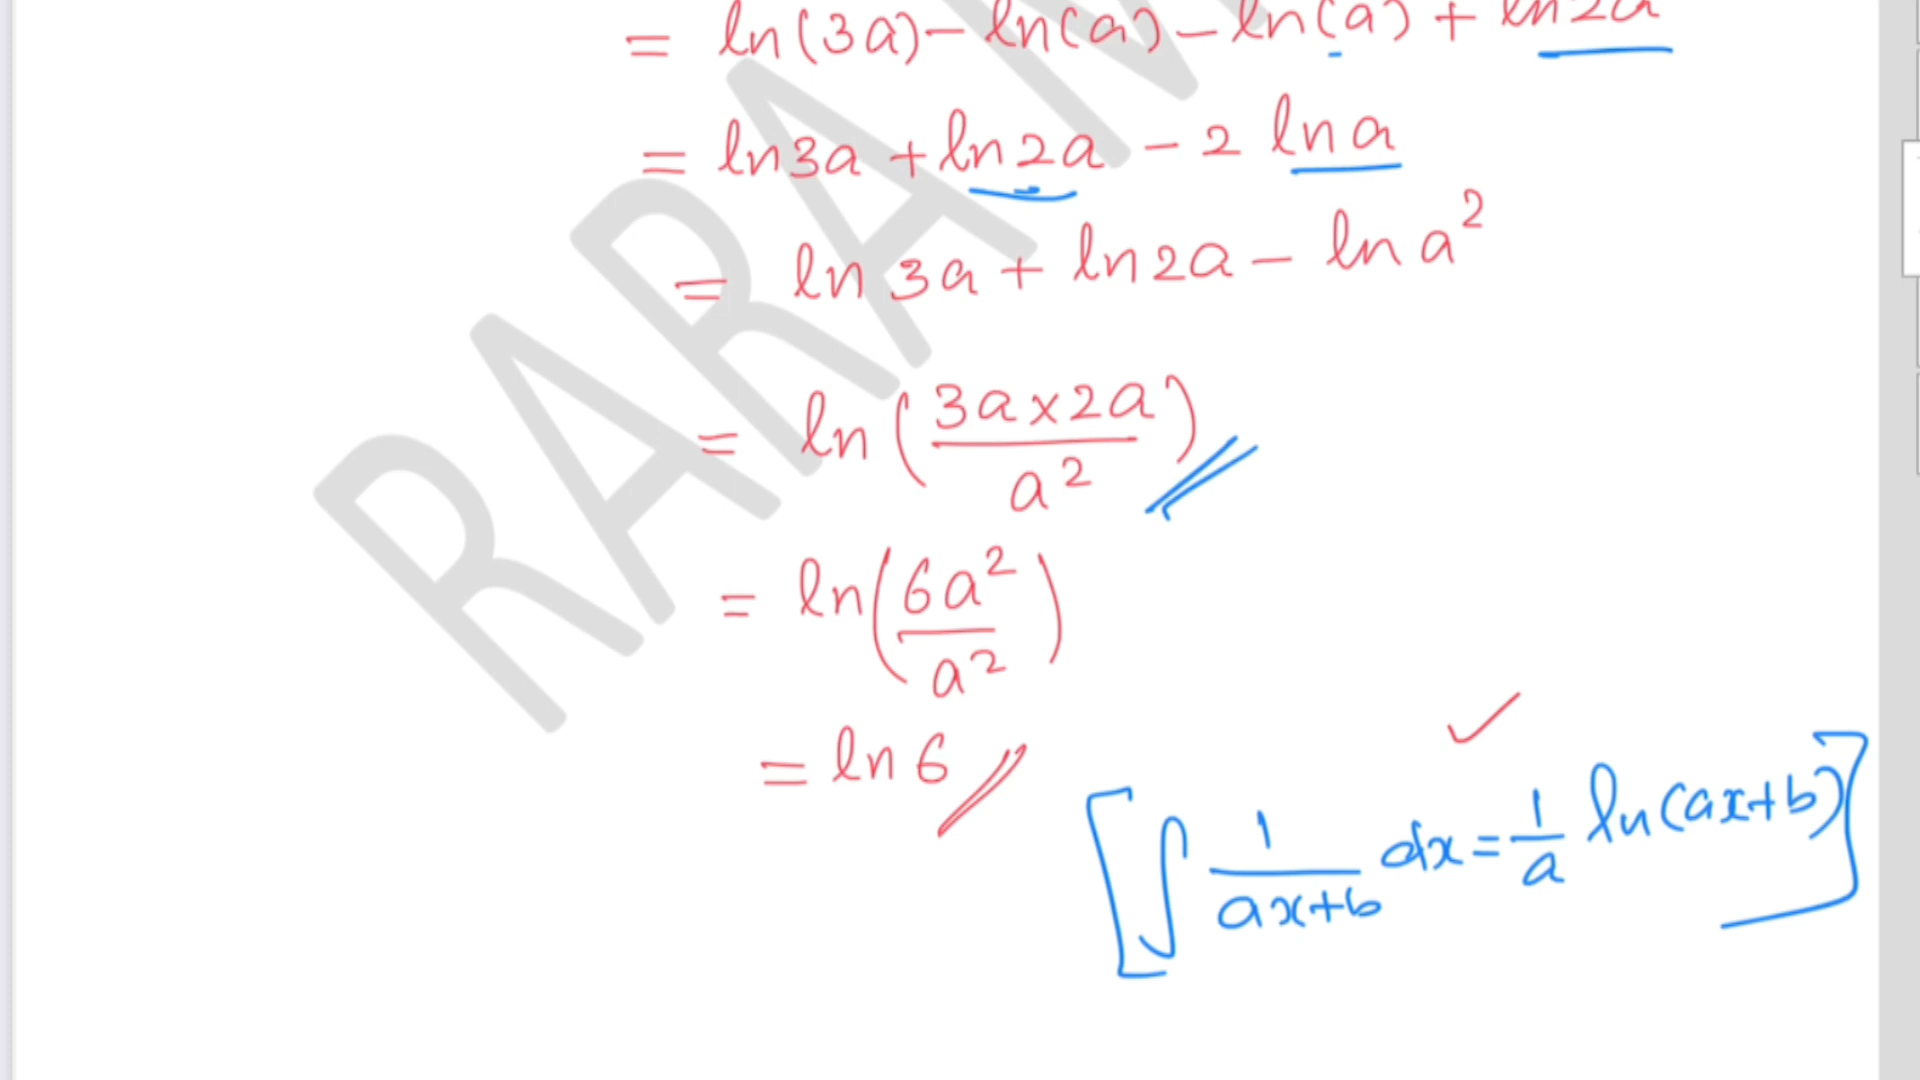 = ln(3a) - ln(a) - ln(a) + ln2a
= ln3a + ln2a - 2 ln a
= ln 3a + ln2a - ln a²
= ln (3a×2a / a²)
= ln (6a² / a²)
= ln 6
[∫ 1/(ax+b) dx = 1/a ln(ax+b)]
RARA